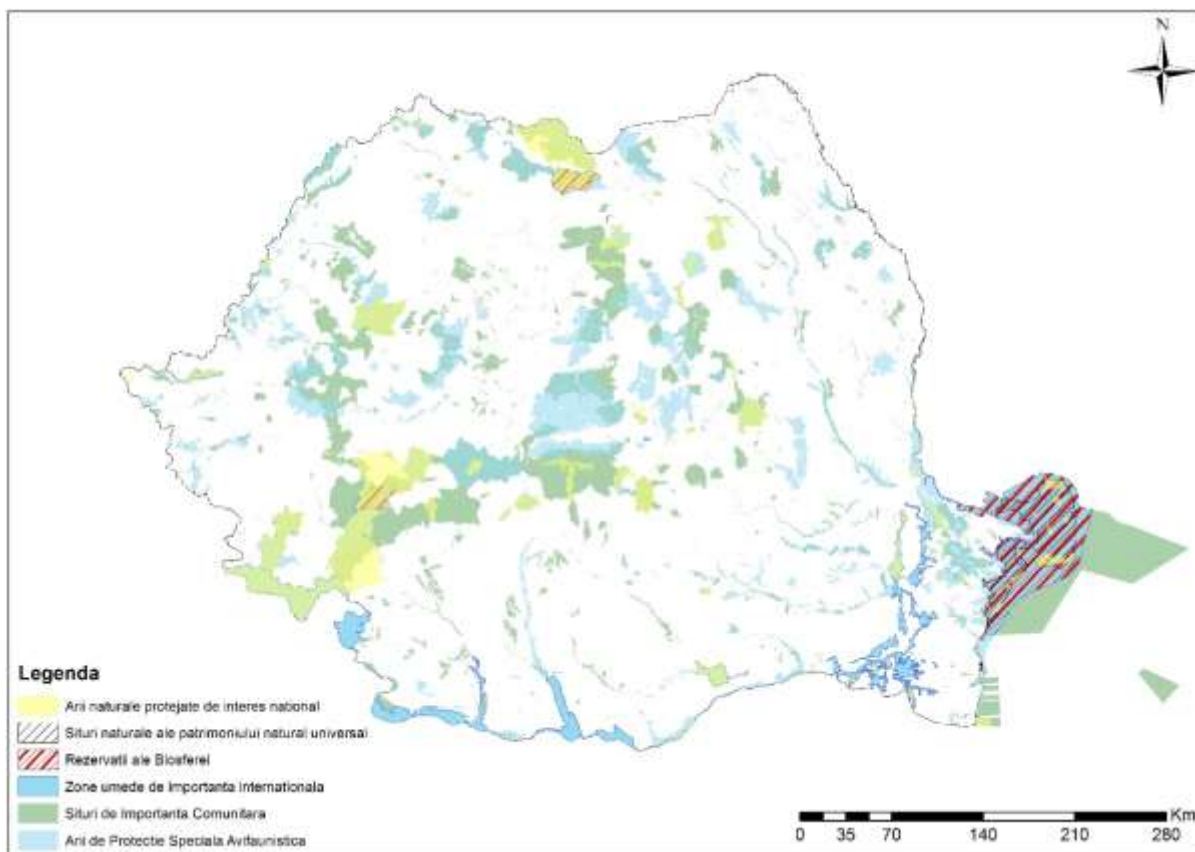 N
Legenda
Arii naturale protejate de interes national
Situri naturale ale patrimoniului natural universal
Rezervatii ale Biosferei
Zone umede de Importanta Internationala
Situri de Importanta Comunitara
Arii de Protectie Speciala Avifaunistica
Km
0 35 70 140 210 280